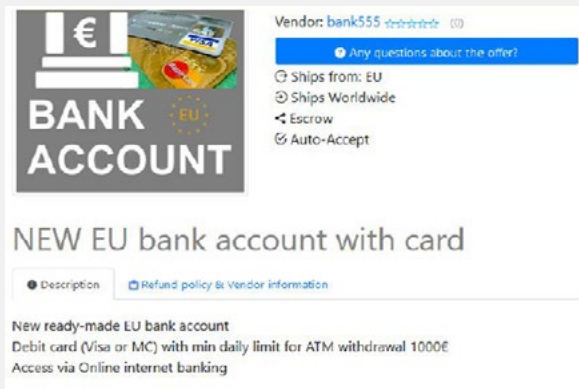 €
BANK
EU
ACCOUNT
VISA
MasterCard
Vendor: bank555 ☆☆☆☆☆ (0)
Any questions about the offer?
Ships from: EU
Ships Worldwide
Escrow
Auto-Accept
NEW EU bank account with card
Description
Refund policy & Vendor information
New ready-made EU bank account
Debit card (Visa or MC) with min daily limit for ATM withdrawal 1000€
Access via Online internet banking